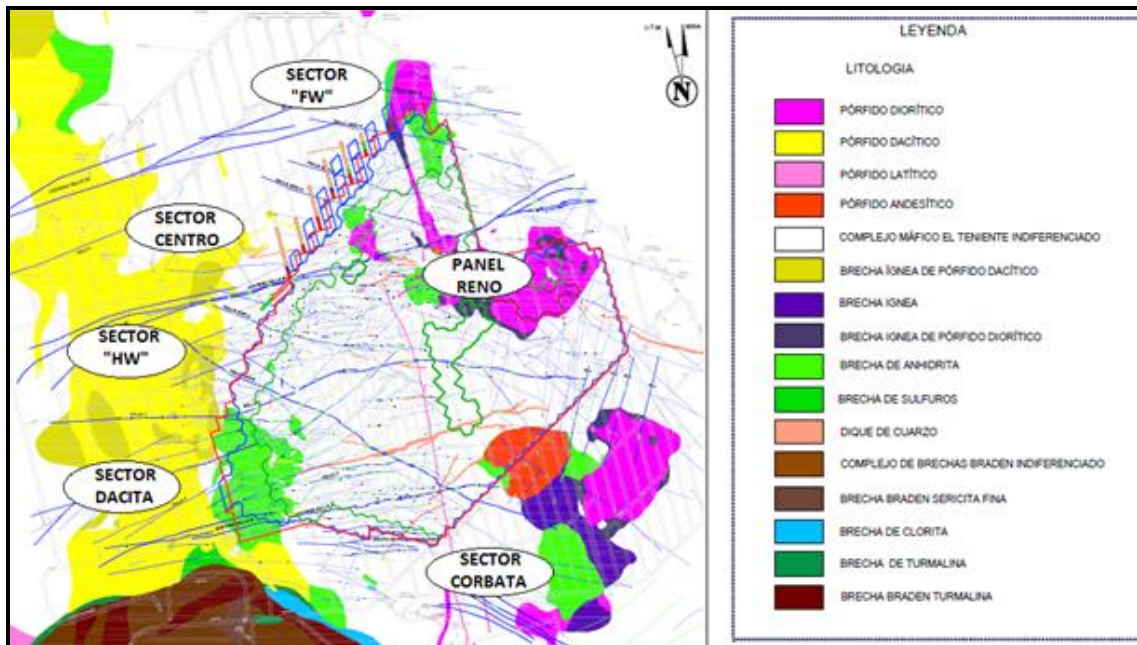 SECTOR
"FW"
SECTOR
CENTRO
PANEL
RENO
SECTOR
"HW"
SECTOR
DACITA
SECTOR
CORBATA
N
LEYENDA
LITOLOGIA
PÓRFIDO DIORÍTICO
PÓRFIDO DACÍTICO
PÓRFIDO LATÍTICO
PÓRFIDO ANDESÍTICO
COMPLEJO MÁFICO EL TENIENTE INDIFERENCIADO
BRECHA ÍGNEA DE PÓRFIDO DACÍTICO
BRECHA IGNEA
BRECHA IGNEA DE PÓRFIDO DIORÍTICO
BRECHA DE ANHIDRITA
BRECHA DE SULFUROS
DIQUE DE CUARZO
COMPLEJO DE BRECHAS BRADEN INDIFERENCIADO
BRECHA BRADEN SERICITA FINA
BRECHA DE CLORITA
BRECHA DE TURMALINA
BRECHA BRADEN TURMALINA